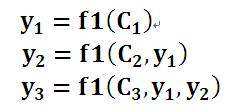 y₁ = f1(C₁)↵
y₂ = f1(C₂,y₁)
y₃ = f1(C₃,y₁,y₂)